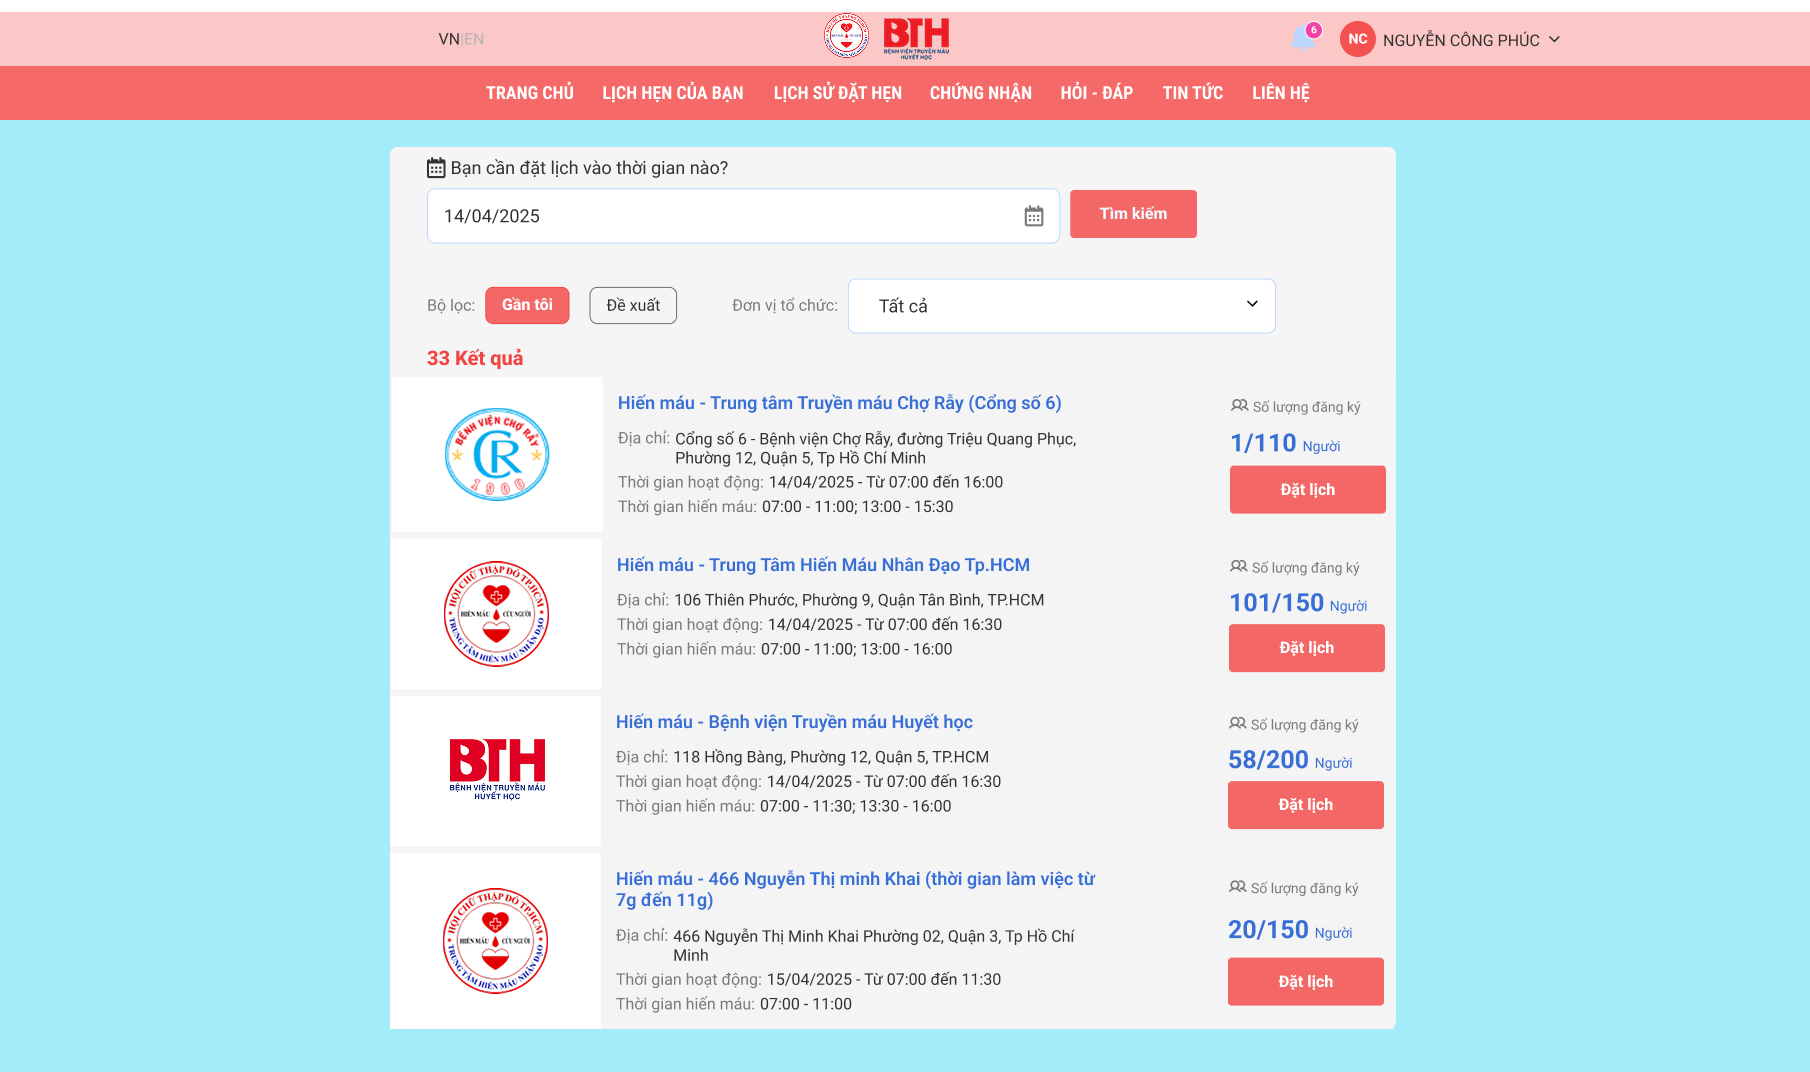 VN|EN
HỘI CHỮ THẬP ĐỎ TP.HCM
BTH
BỆNH VIỆN TRUYỀN MÁU
HUYẾT HỌC
6
NC
NGUYỄN CÔNG PHÚC
TRANG CHỦ
LỊCH HẸN CỦA BẠN
LỊCH SỬ ĐẶT HẸN
CHỨNG NHẬN
HỎI - ĐÁP
TIN TỨC
LIÊN HỆ
Bạn cần đặt lịch vào thời gian nào?
14/04/2025
Tìm kiếm
Bộ lọc:
Gần tôi
Đề xuất
Đơn vị tổ chức:
Tất cả
33 Kết quả
BỆNH VIỆN CHỢ RẪY
CR
1900
Hiến máu - Trung tâm Truyền máu Chợ Rẫy (Cổng số 6)
Địa chỉ: Cổng số 6 - Bệnh viện Chợ Rẫy, đường Triệu Quang Phục,
Phường 12, Quận 5, Tp Hồ Chí Minh
Thời gian hoạt động: 14/04/2025 - Từ 07:00 đến 16:00
Thời gian hiến máu: 07:00 - 11:00; 13:00 - 15:30
Số lượng đăng ký
1/110 Người
Đặt lịch
HỘI CHỮ THẬP ĐỎ TP.HCM
HIẾN MÁU CỨU NGƯỜI
TRUNG TÂM HIẾN MÁU NHÂN ĐẠO
Hiến máu - Trung Tâm Hiến Máu Nhân Đạo Tp.HCM
Địa chỉ: 106 Thiên Phước, Phường 9, Quận Tân Bình, TP.HCM
Thời gian hoạt động: 14/04/2025 - Từ 07:00 đến 16:30
Thời gian hiến máu: 07:00 - 11:00; 13:00 - 16:00
Số lượng đăng ký
101/150 Người
Đặt lịch
BTH
BỆNH VIỆN TRUYỀN MÁU
HUYẾT HỌC
Hiến máu - Bệnh viện Truyền máu Huyết học
Địa chỉ: 118 Hồng Bàng, Phường 12, Quận 5, TP.HCM
Thời gian hoạt động: 14/04/2025 - Từ 07:00 đến 16:30
Thời gian hiến máu: 07:00 - 11:30; 13:30 - 16:00
Số lượng đăng ký
58/200 Người
Đặt lịch
HỘI CHỮ THẬP ĐỎ TP.HCM
HIẾN MÁU CỨU NGƯỜI
TRUNG TÂM HIẾN MÁU NHÂN ĐẠO
Hiến máu - 466 Nguyễn Thị minh Khai (thời gian làm việc từ
7g đến 11g)
Địa chỉ: 466 Nguyễn Thị Minh Khai Phường 02, Quận 3, Tp Hồ Chí
Minh
Thời gian hoạt động: 15/04/2025 - Từ 07:00 đến 11:30
Thời gian hiến máu: 07:00 - 11:00
Số lượng đăng ký
20/150 Người
Đặt lịch